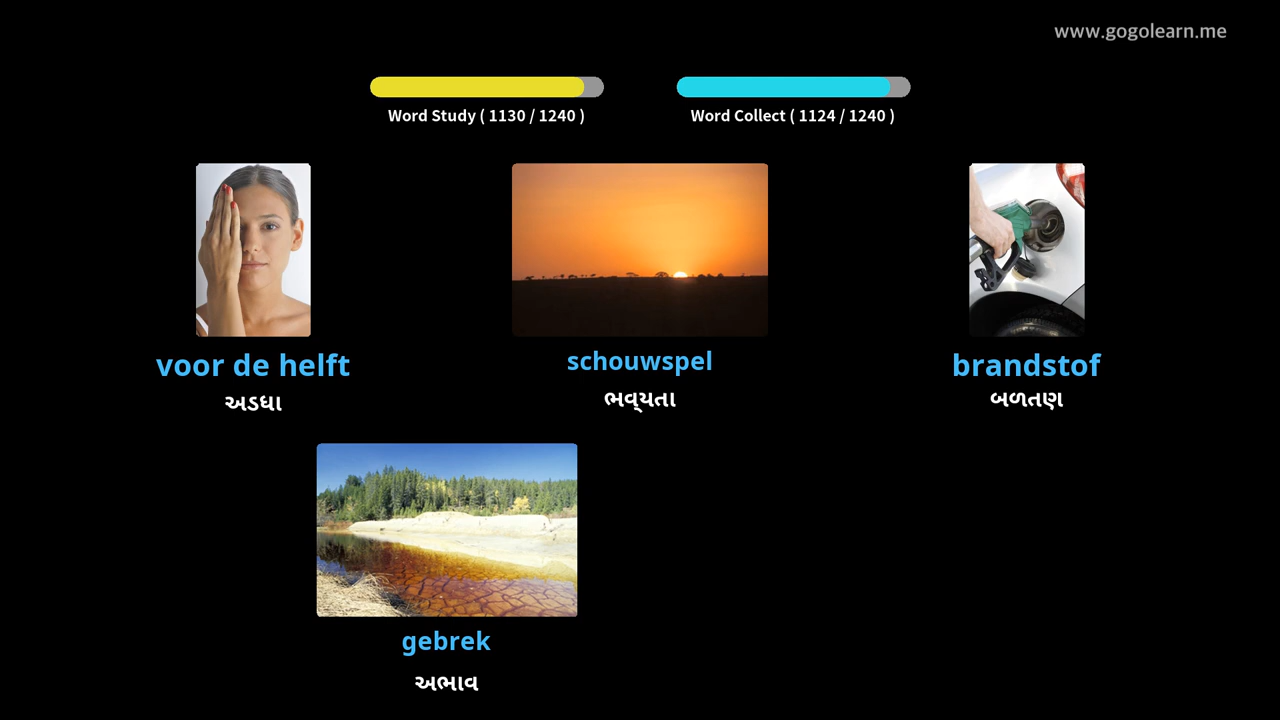 www.gogolearn.me
Word Study ( 1130 / 1240 )
Word Collect ( 1124 / 1240 )
voor de helft
schouwspel
brandstof
અડધા
ભવ્યતા
બળતણ
gebrek
અભાવ